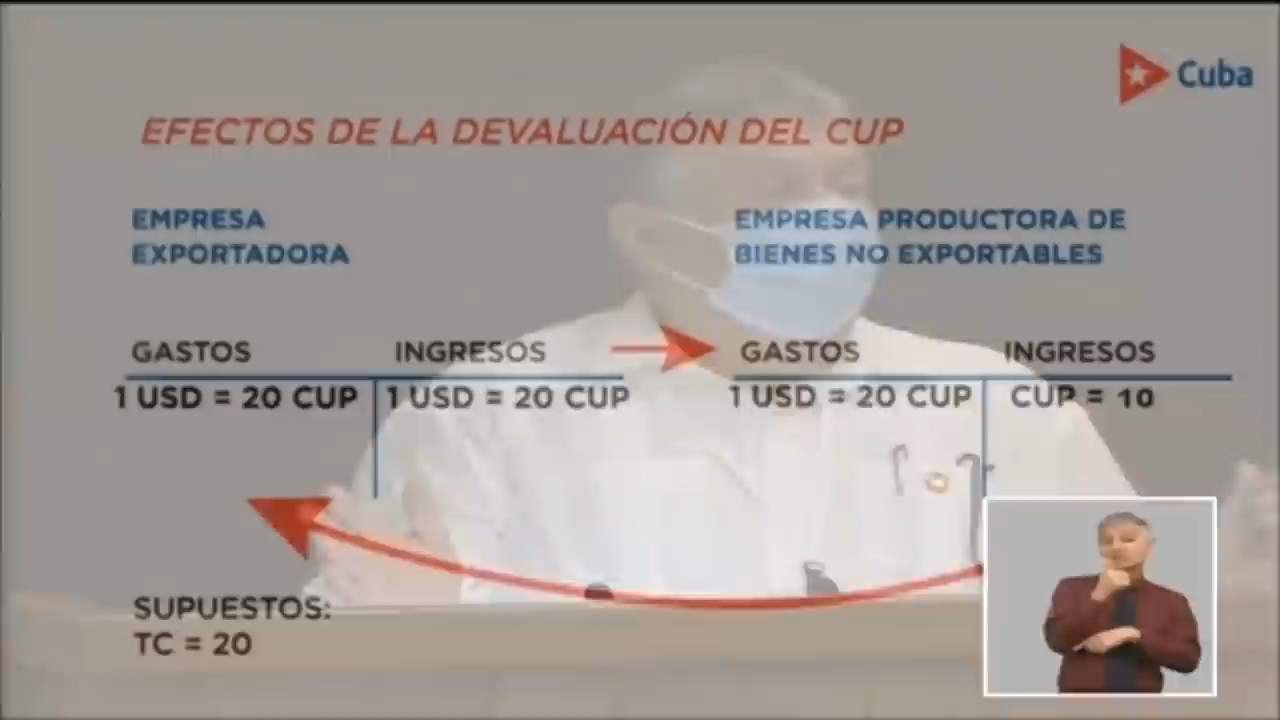 Cuba
EFECTOS DE LA DEVALUACIÓN DEL CUP
EMPRESA
EXPORTADORA
GASTOS
INGRESOS
1 USD = 20 CUP
1 USD = 20 CUP
EMPRESA PRODUCTORA DE
BIENES NO EXPORTABLES
GASTOS
INGRESOS
1 USD = 20 CUP
CUP = 10
SUPUESTOS:
TC = 20